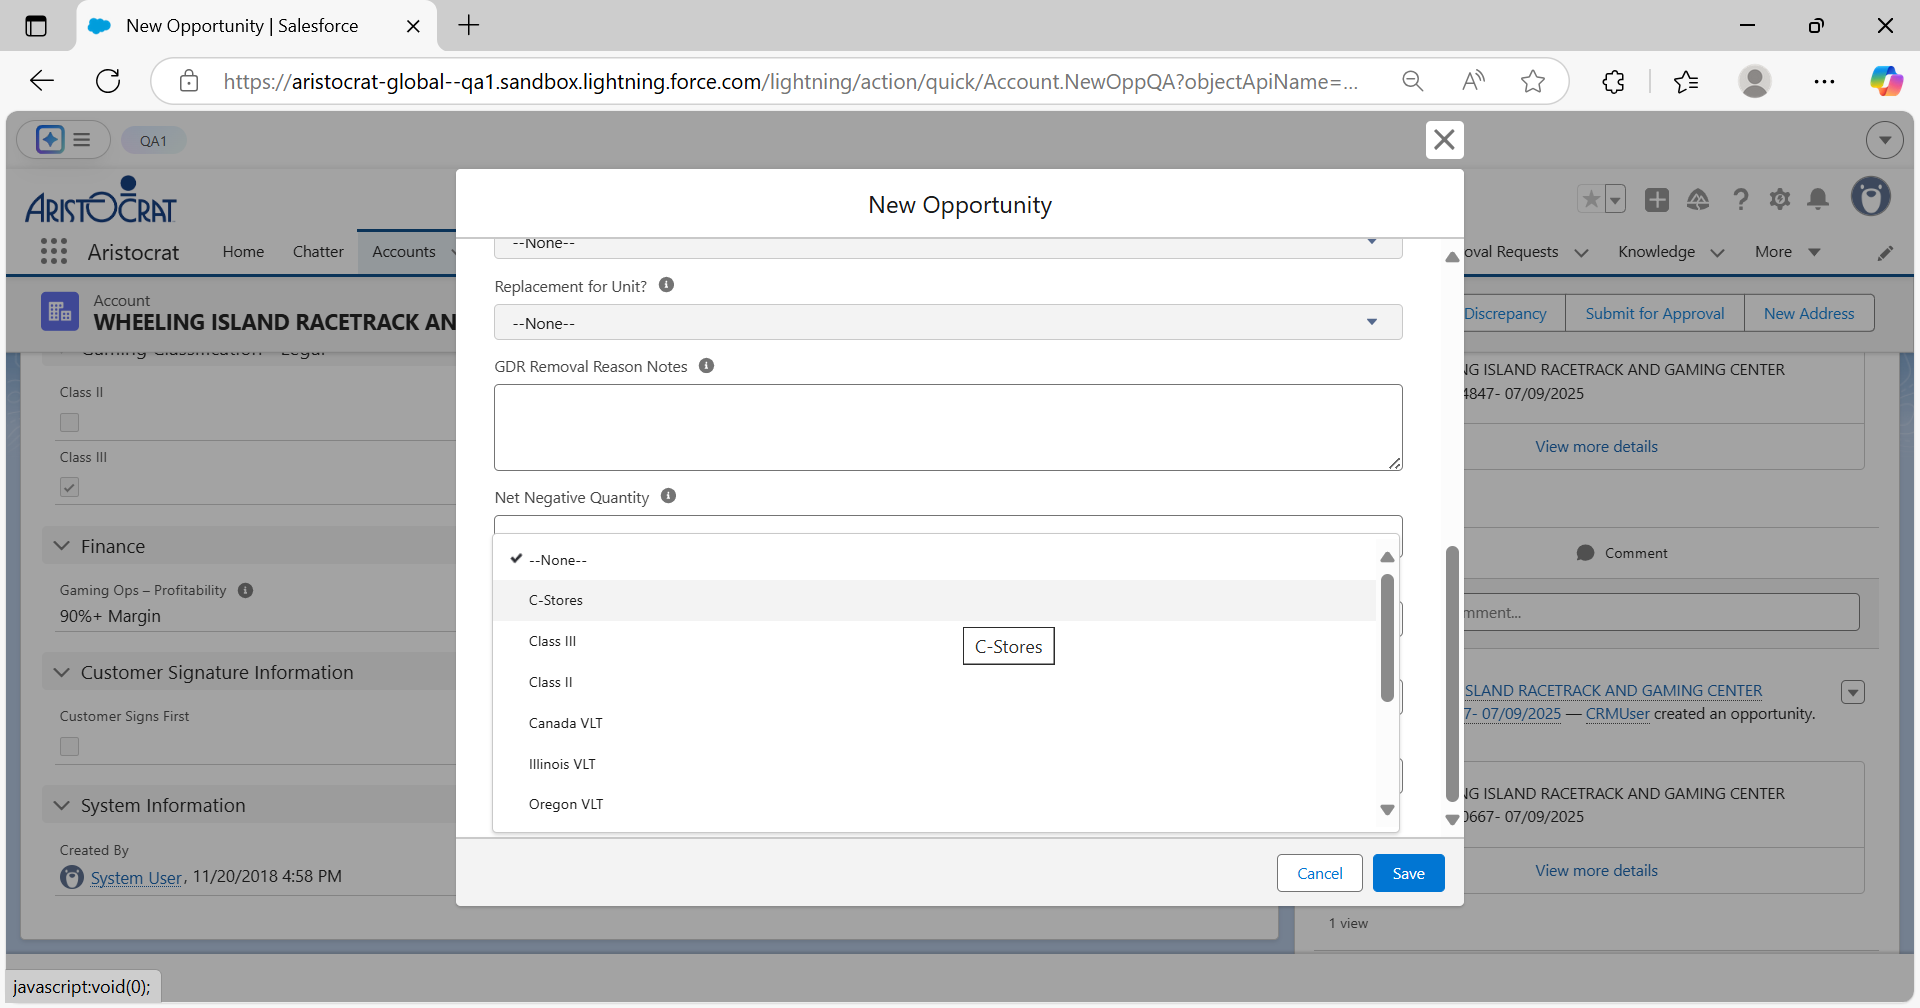 New Opportunity | Salesforce
https://aristocrat-global--qa1.sandbox.lightning.force.com/lightning/action/quick/Account.NewOppQA?objectApiName=...
QA1
ARISTOCRAT
Aristocrat
Home
Chatter
Accounts
oval Requests
Knowledge
More
Account
WHEELING ISLAND RACETRACK AN
Discrepancy
Submit for Approval
New Address
Gaming Classification - Legal
Class II
Class III
Finance
Gaming Ops – Profitability
90%+ Margin
Customer Signature Information
Customer Signs First
System Information
Created By
System User, 11/20/2018 4:58 PM
New Opportunity
--None--
Replacement for Unit?
--None--
GDR Removal Reason Notes
Net Negative Quantity
--None--
C-Stores
Class III
C-Stores
Class II
Canada VLT
Illinois VLT
Oregon VLT
Cancel
Save
NG ISLAND RACETRACK AND GAMING CENTER
4847- 07/09/2025
View more details
Comment
mment...
SLAND RACETRACK AND GAMING CENTER
7- 07/09/2025 — CRMUser created an opportunity.
NG ISLAND RACETRACK AND GAMING CENTER
0667- 07/09/2025
View more details
1 view
javascript:void(0);